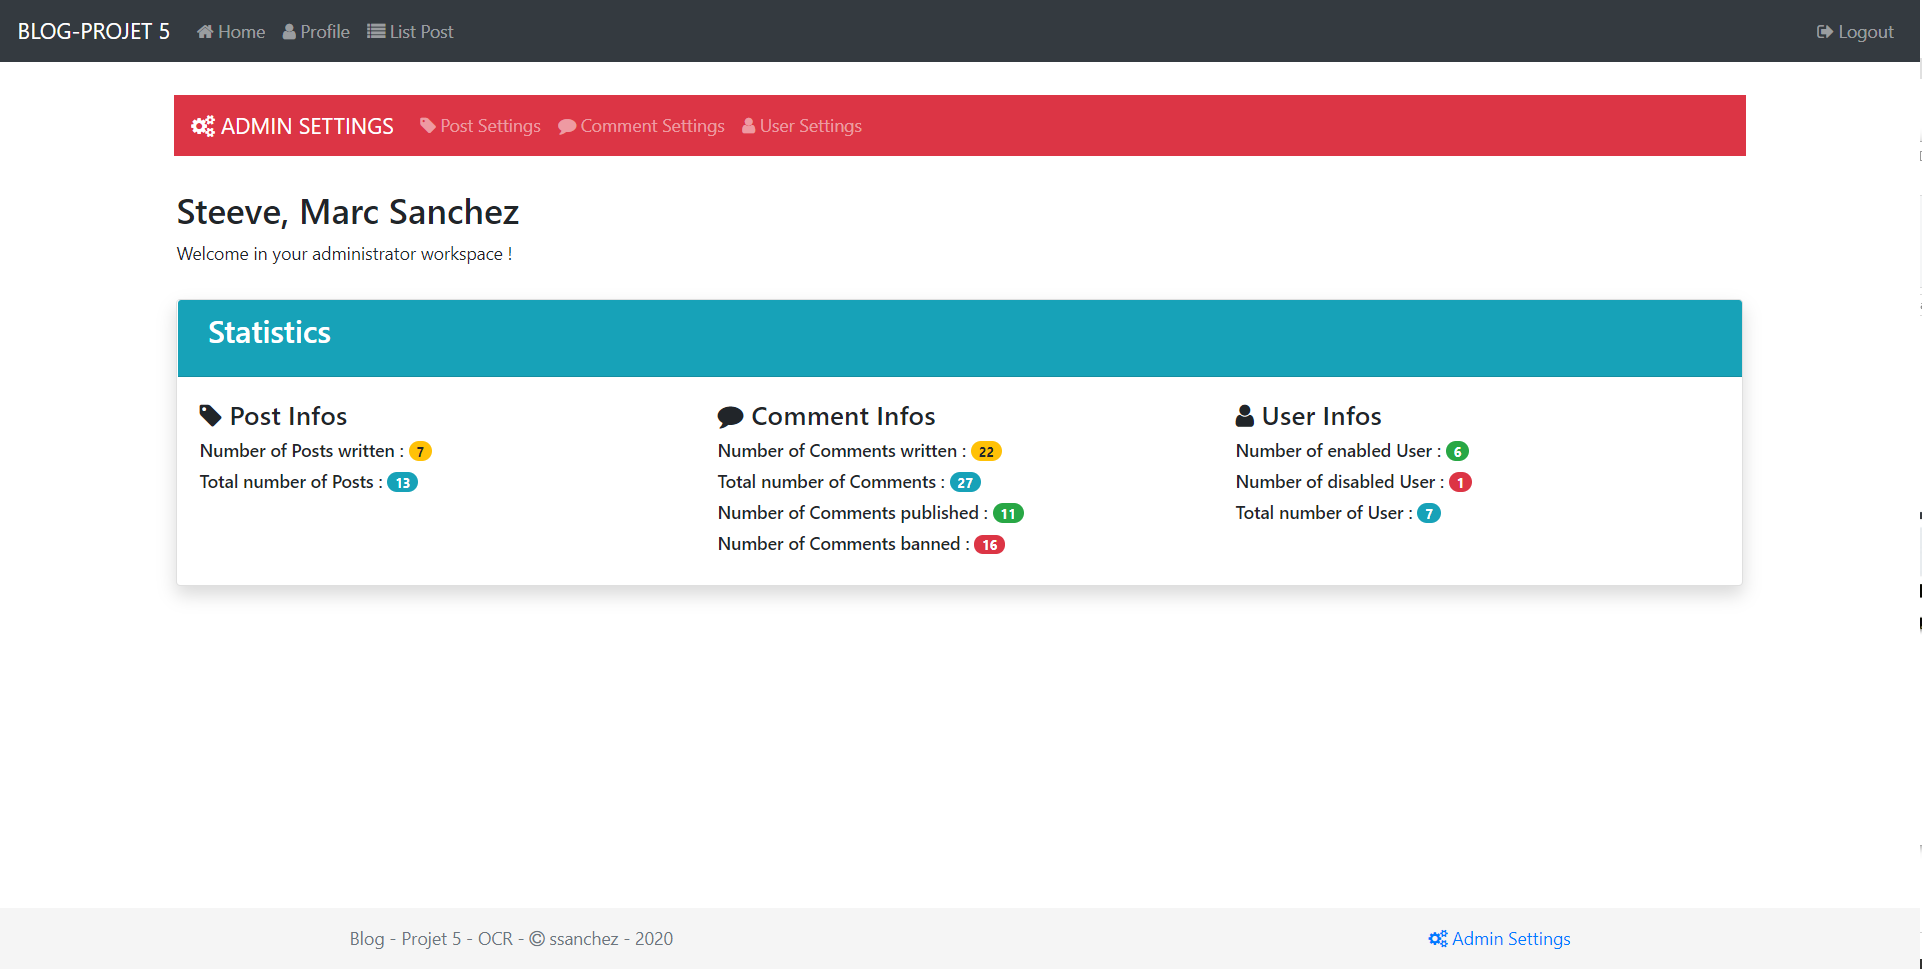 BLOG-PROJET 5 Home Profile List Post Logout
ADMIN SETTINGS Post Settings Comment Settings User Settings
Steeve, Marc Sanchez
Welcome in your administrator workspace !
Statistics
Post Infos
Number of Posts written : 7
Total number of Posts : 13
Comment Infos
Number of Comments written : 22
Total number of Comments : 27
Number of Comments published : 11
Number of Comments banned : 16
User Infos
Number of enabled User : 6
Number of disabled User : 1
Total number of User : 7
Blog - Projet 5 - OCR - © ssanchez - 2020 Admin Settings